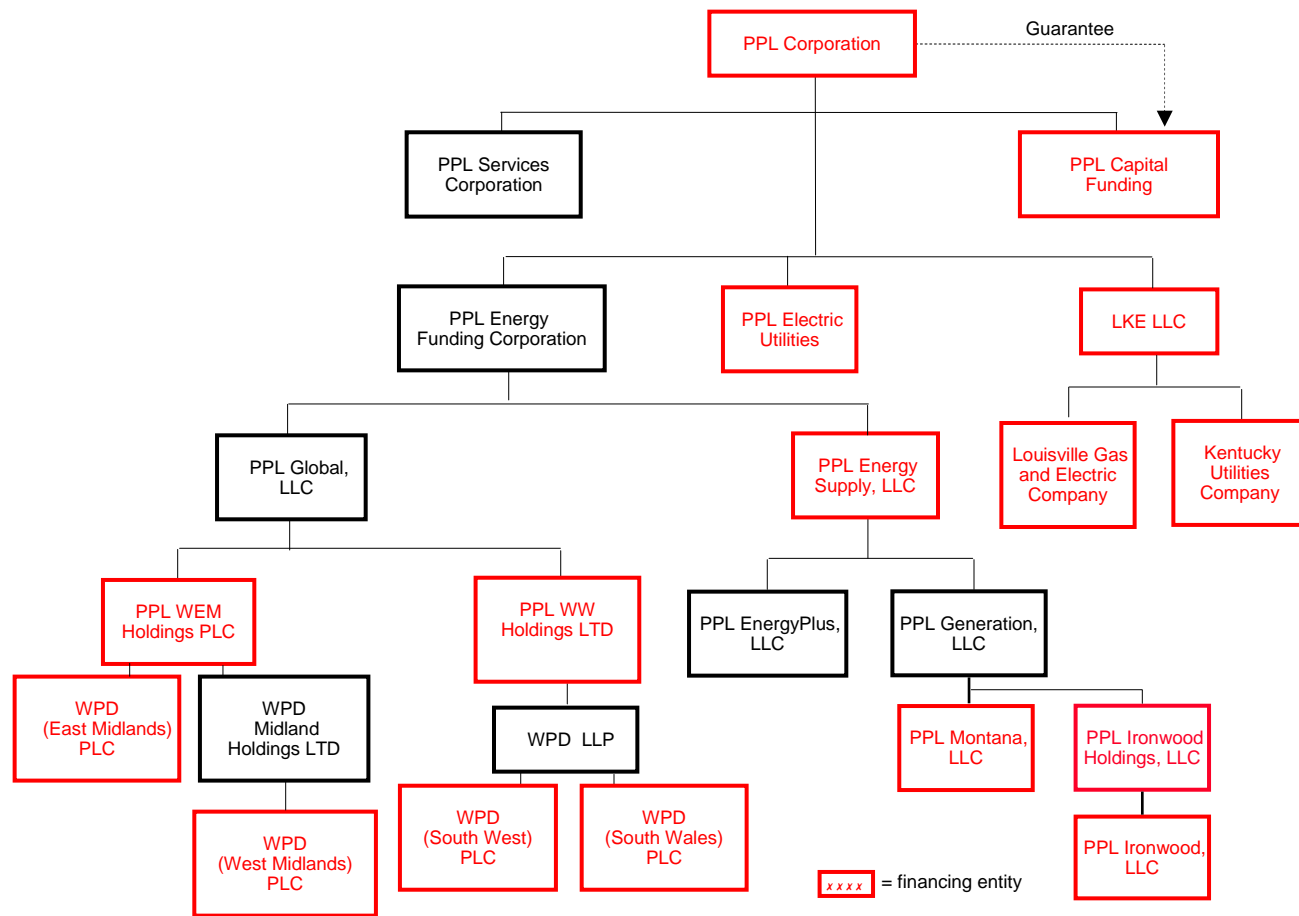 PPL Corporation
Guarantee
PPL Services
Corporation
PPL Capital
Funding
PPL Energy
Funding Corporation
PPL Electric
Utilities
LKE LLC
PPL Global,
LLC
PPL Energy
Supply, LLC
Louisville Gas
and Electric
Company
Kentucky
Utilities
Company
PPL WEM
Holdings PLC
PPL WW
Holdings LTD
PPL EnergyPlus,
LLC
PPL Generation,
LLC
WPD
(East Midlands)
PLC
WPD
Midland
Holdings LTD
WPD LLP
PPL Montana,
LLC
PPL Ironwood
Holdings, LLC
WPD
(West Midlands)
PLC
WPD
(South West)
PLC
WPD
(South Wales)
PLC
PPL Ironwood,
LLC
x x x x = financing entity